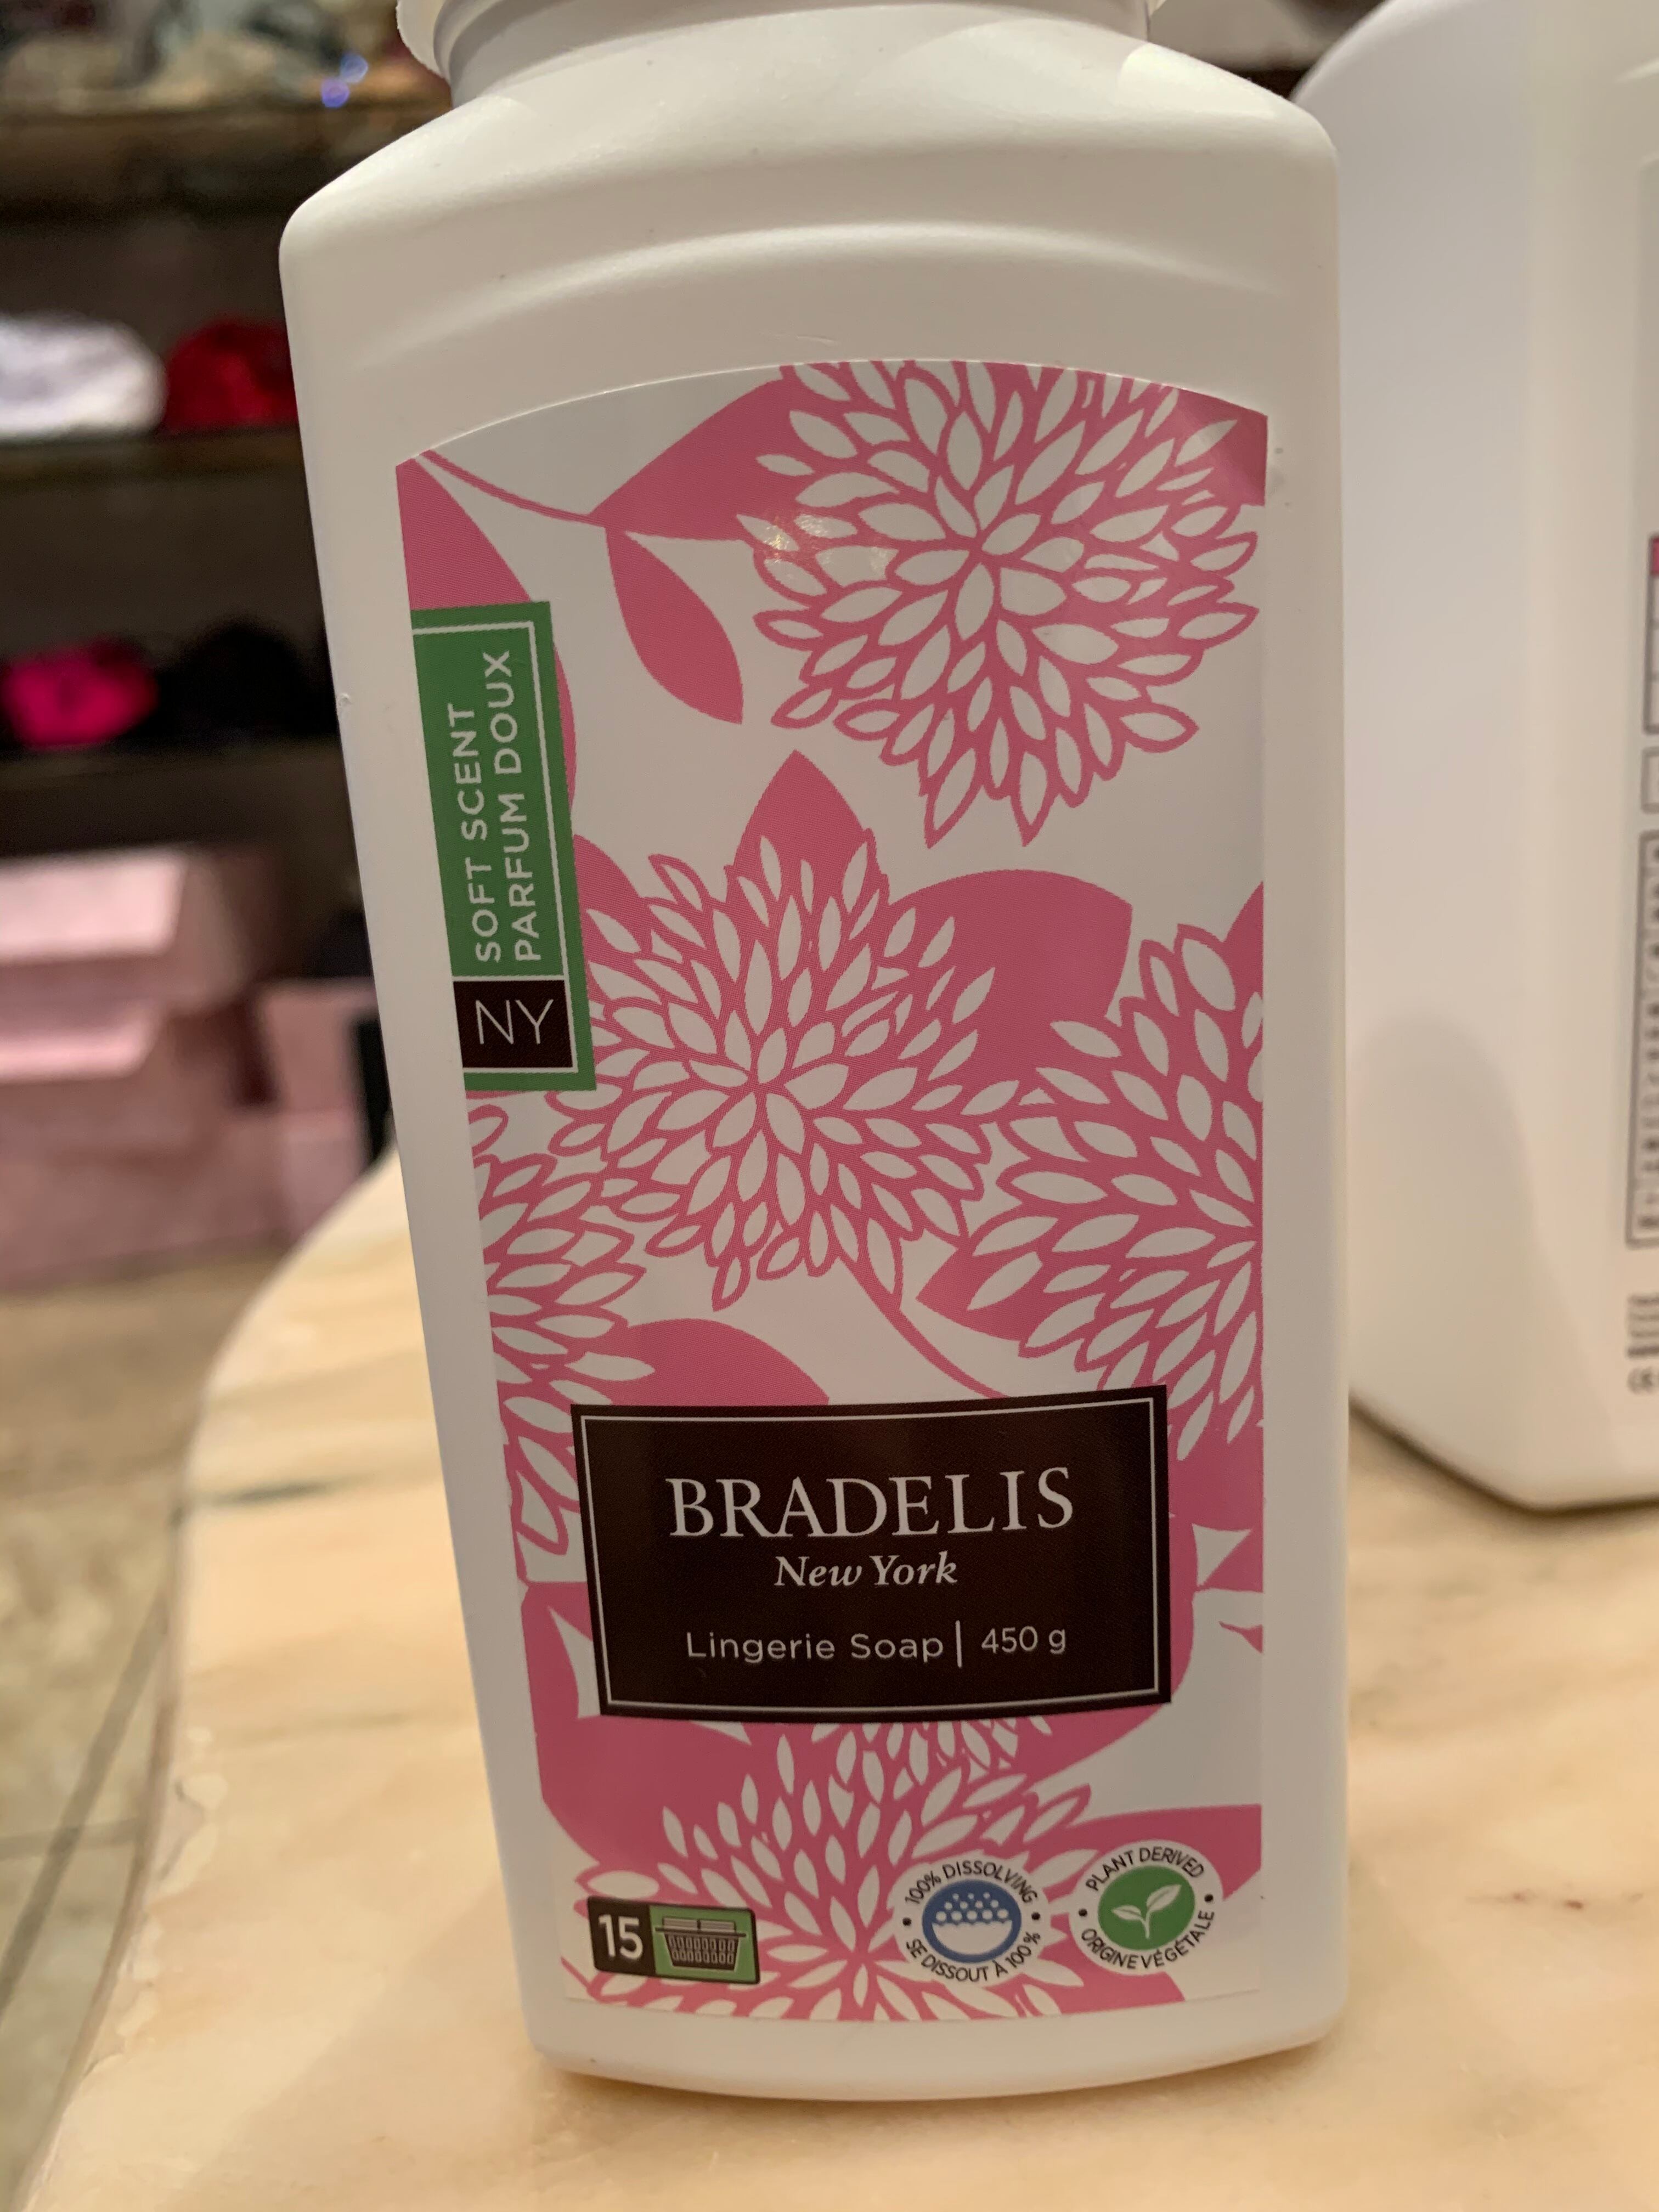 SOFT SCENT
PARFUM DOUX
NY
BRADELIS
New York
Lingerie Soap | 450 g
15
100% DISSOLVING
SE DISSOUT À 100%
PLANT DERIVED
ORIGINE VÉGÉTALE